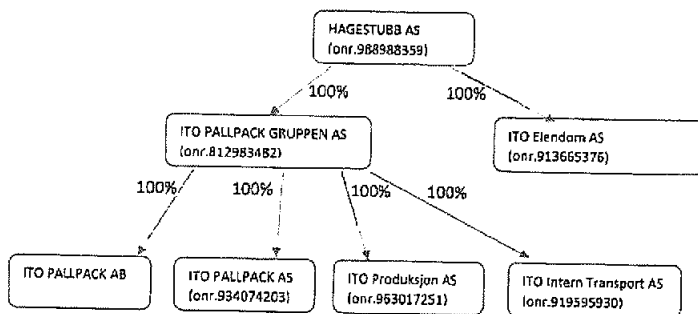 HAGESTUBB AS
(onr.988988359)
100%
100%
ITO PALLPACK GRUPPEN AS
(onr.812983482)
ITO Eiendom AS
(onr.913665376)
100%
100%
100%
100%
ITO PALLPACK AB
ITO PALLPACK AS
(onr.934074203)
ITO Produksjon AS
(onr.963017251)
ITO Intern Transport AS
(onr.919595930)